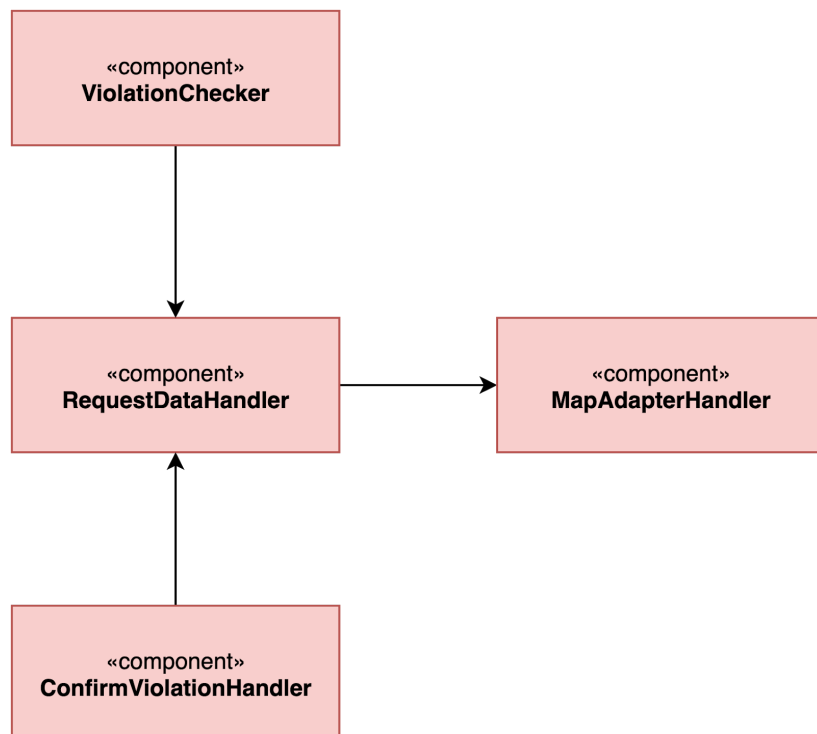 «component»
ViolationChecker
«component»
RequestDataHandler
«component»
MapAdapterHandler
«component»
ConfirmViolationHandler